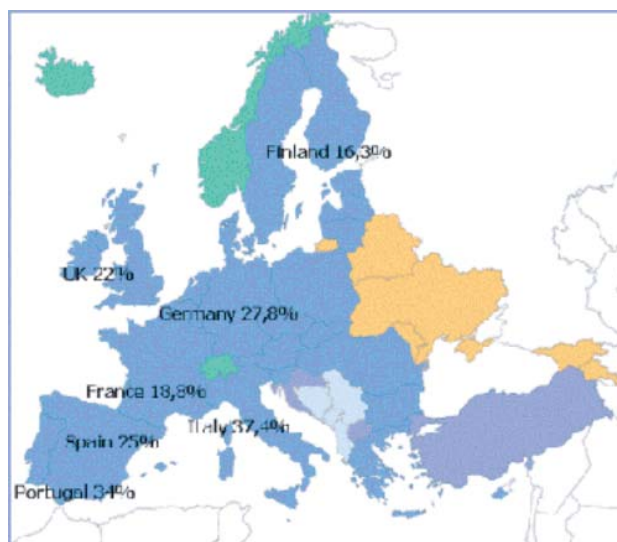 Finland 16,3%
UK 22%
Germany 27,8%
France 18,8%
Italy 37,4%
Spain 25%
Portugal 34%